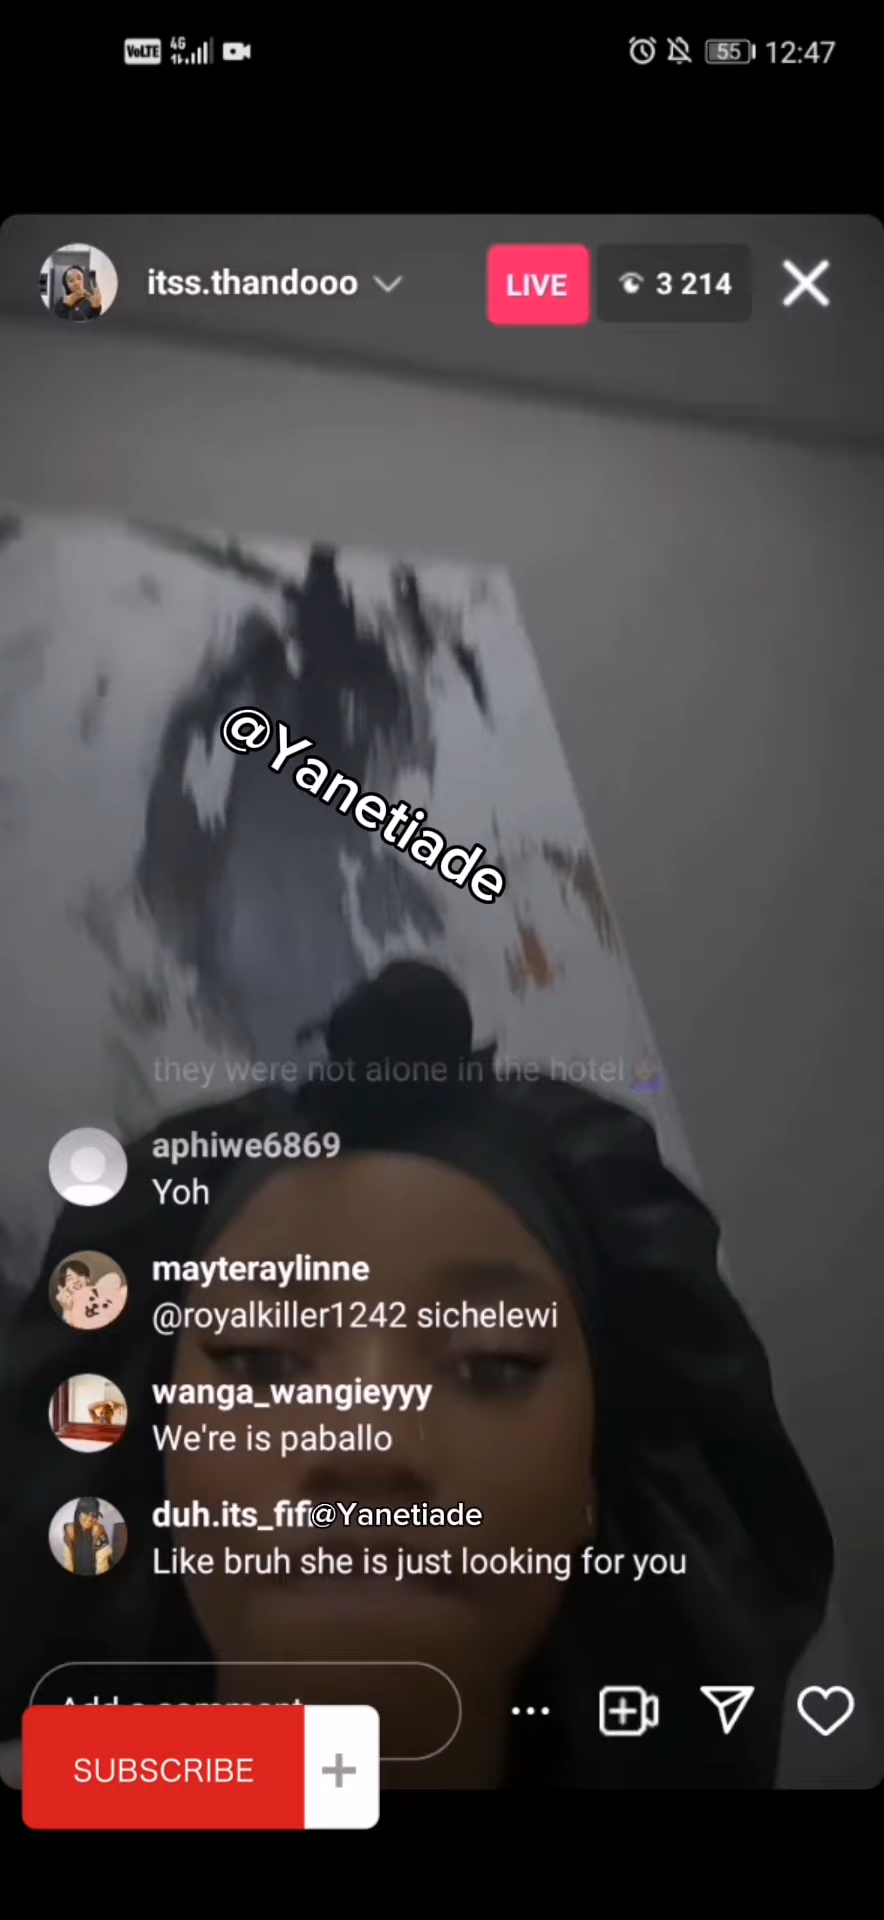 VoLTE 4G 55 12:47
itss.thandooo LIVE 3 214
@Yanetiade
they were not alone in the hotel
aphiwe6869
Yoh
mayteraylinne
@royalkiller1242 sichelewi
wanga_wangieyyy
We're is paballo
duh.its_fifi @Yanetiade
Like bruh she is just looking for you
Add a comment
SUBSCRIBE +